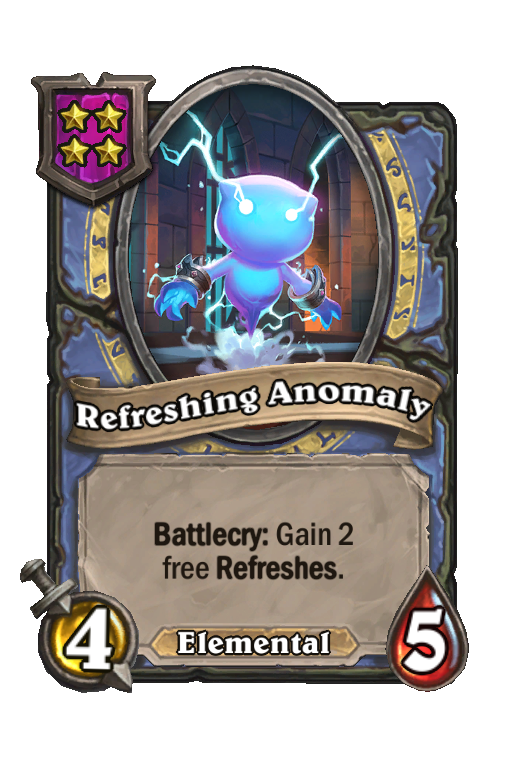 Refreshing Anomaly
Battlecry: Gain 2
free Refreshes.
4
Elemental
5